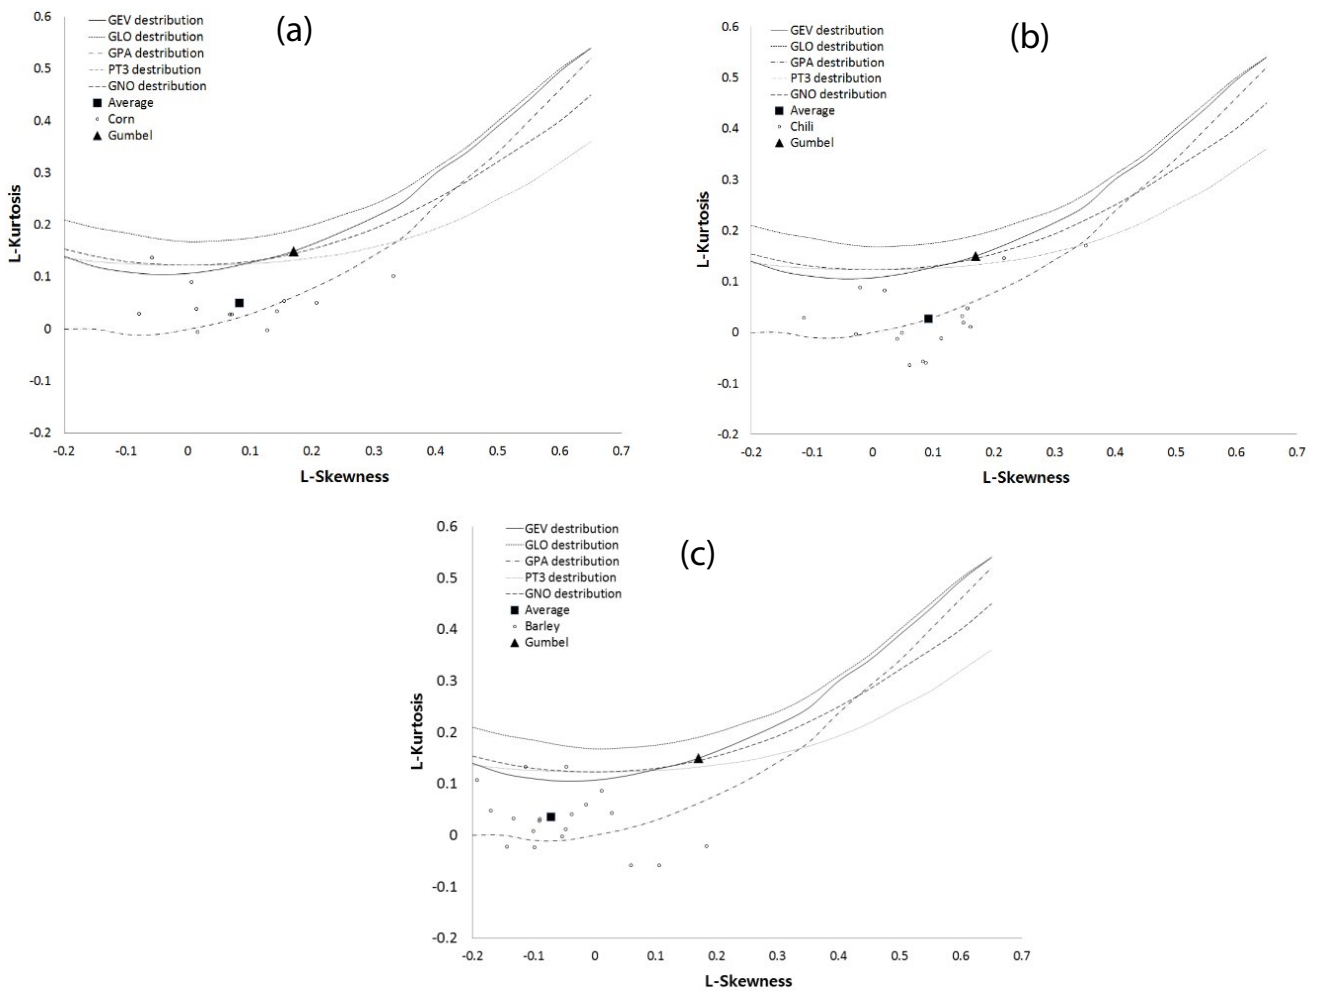 (a)
GEV destribution
GLO destribution
GPA destribution
PT3 destribution
GNO destribution
Average
Corn
Gumbel
0.6
0.5
0.4
0.3
0.2
0.1
0
-0.1
-0.2
L-Kurtosis
-0.2 -0.1 0 0.1 0.2 0.3 0.4 0.5 0.6 0.7
L-Skewness
(b)
GEV destribution
GLO destribution
GPA destribution
PT3 destribution
GNO destribution
Average
Chili
Gumbel
0.6
0.5
0.4
0.3
0.2
0.1
0
-0.1
-0.2
L-Kurtosis
-0.2 -0.1 0 0.1 0.2 0.3 0.4 0.5 0.6 0.7
L-Skewness
(c)
GEV destribution
GLO destribution
GPA destribution
PT3 destribution
GNO destribution
Average
Barley
Gumbel
0.6
0.5
0.4
0.3
0.2
0.1
0
-0.1
-0.2
L-Kurtosis
-0.2 -0.1 0 0.1 0.2 0.3 0.4 0.5 0.6 0.7
L-Skewness